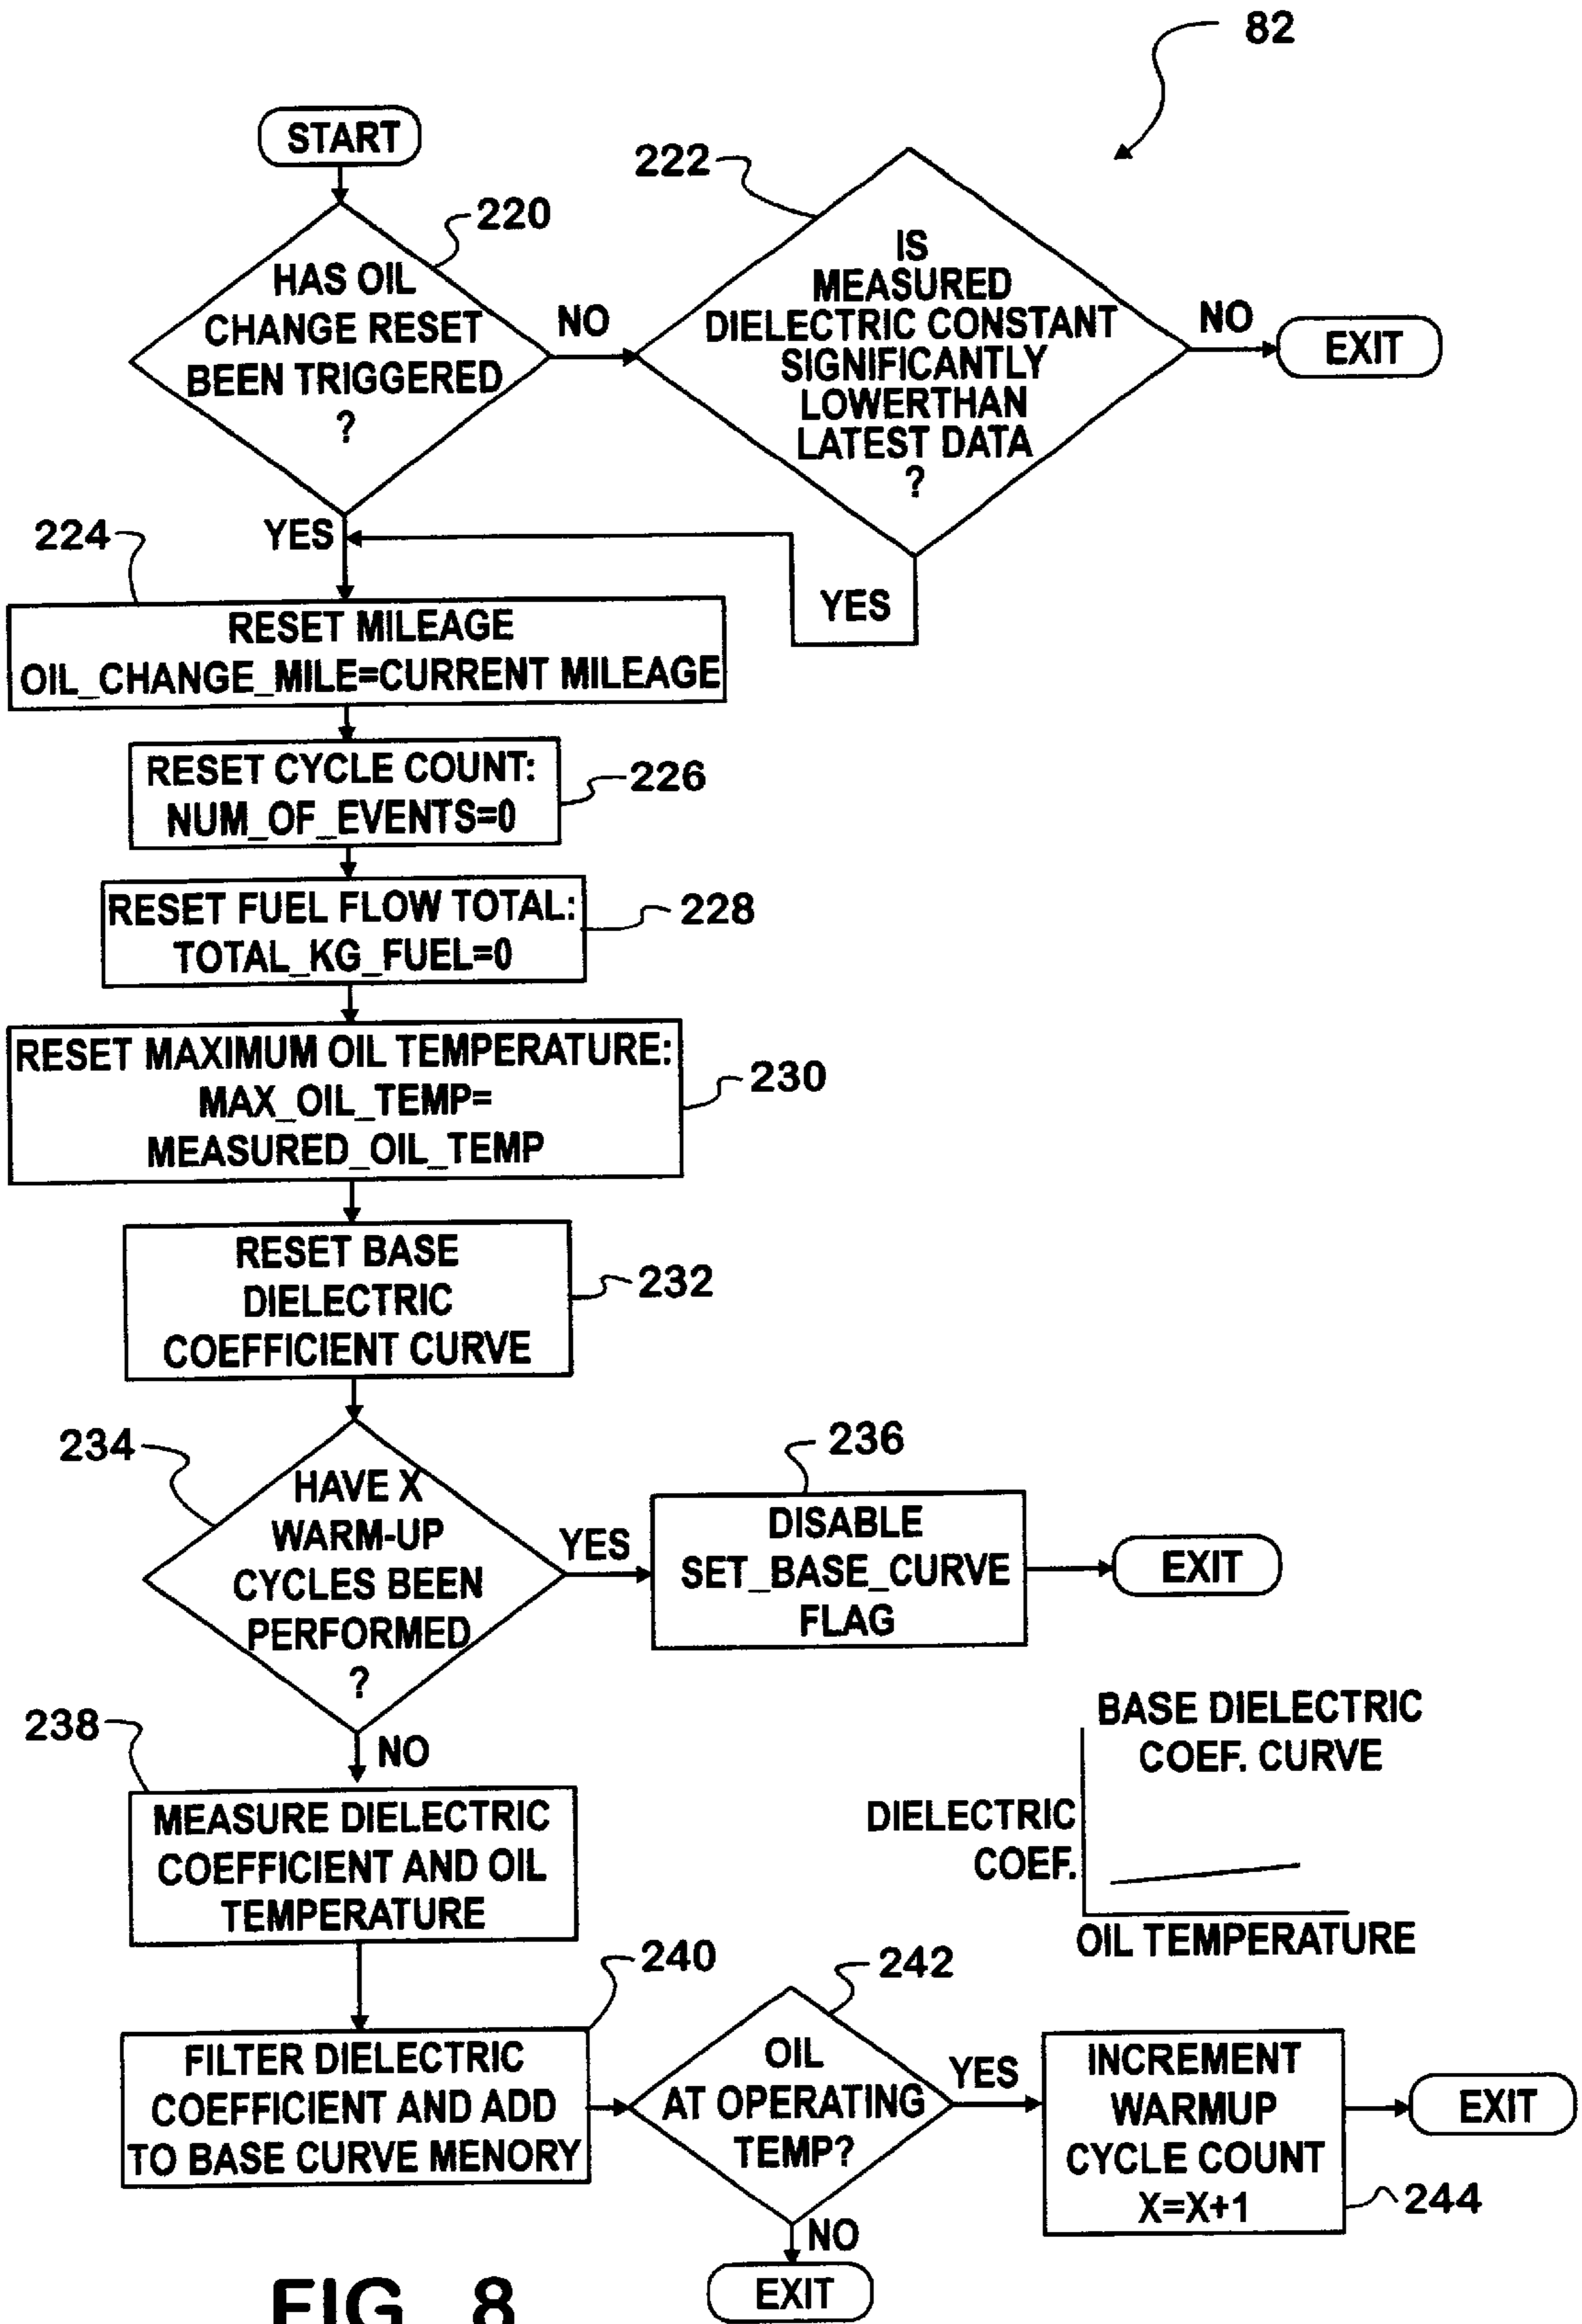 82
START
222
220
HAS OIL
CHANGE RESET
BEEN TRIGGERED
?
NO
IS
MEASURED
DIELECTRIC CONSTANT
SIGNIFICANTLY
LOWERTHAN
LATEST DATA
?
NO
EXIT
224
YES
YES
RESET MILEAGE
OIL_CHANGE_MILE=CURRENT MILEAGE
RESET CYCLE COUNT:
NUM_OF_EVENTS=0
226
RESET FUEL FLOW TOTAL:
TOTAL_KG_FUEL=0
228
RESET MAXIMUM OIL TEMPERATURE:
MAX_OIL_TEMP=
MEASURED_OIL_TEMP
230
RESET BASE
DIELECTRIC
COEFFICIENT CURVE
232
234
HAVE X
WARM-UP
CYCLES BEEN
PERFORMED
?
YES
236
DISABLE
SET_BASE_CURVE
FLAG
EXIT
238
NO
MEASURE DIELECTRIC
COEFFICIENT AND OIL
TEMPERATURE
BASE DIELECTRIC
COEF. CURVE
DIELECTRIC
COEF.
OIL TEMPERATURE
240
FILTER DIELECTRIC
COEFFICIENT AND ADD
TO BASE CURVE MENORY
242
OIL
AT OPERATING
TEMP?
YES
INCREMENT
WARMUP
CYCLE COUNT
X=X+1
244
EXIT
NO
EXIT
FIG. 8